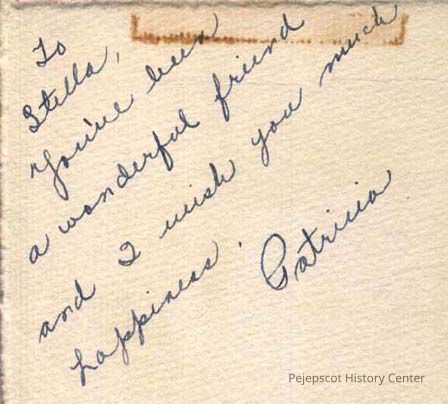 To
Stella,
You've been
a wonderful friend
and I wish you much
happiness.
Patricia
Pejepscot History Center